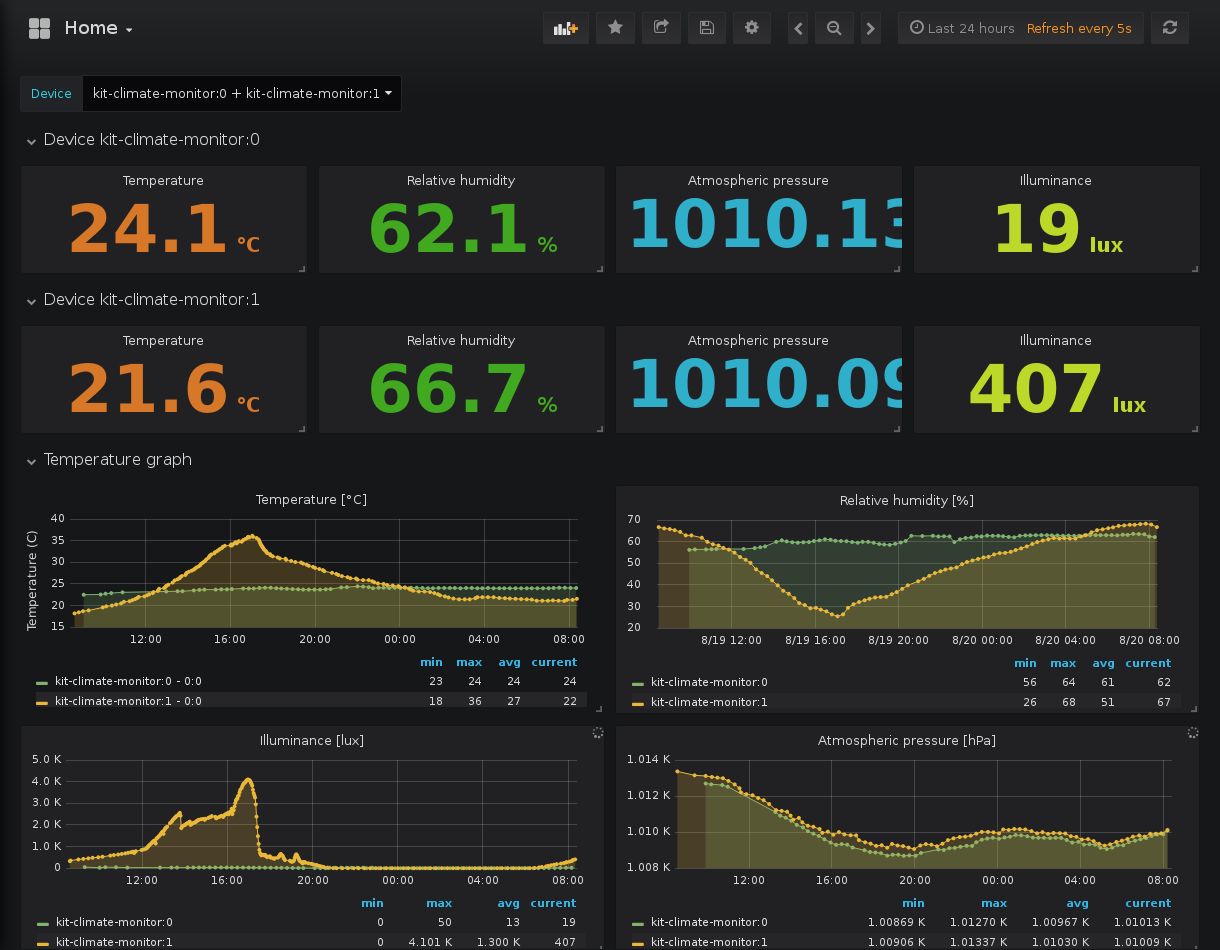 Home
Last 24 hours Refresh every 5s
Device kit-climate-monitor:0 + kit-climate-monitor:1
Device kit-climate-monitor:0
Temperature Relative humidity Atmospheric pressure Illuminance
24.1 °C 62.1 % 1010.13 19 lux
Device kit-climate-monitor:1
Temperature Relative humidity Atmospheric pressure Illuminance
21.6 °C 66.7 % 1010.09 407 lux
Temperature graph
Temperature [°C]
Temperature (C)
40
35
30
25
20
15
12:00 16:00 20:00 00:00 04:00 08:00
min max avg current
kit-climate-monitor:0 - 0:0 23 24 24 24
kit-climate-monitor:1 - 0:0 18 36 27 22
Relative humidity [%]
70
60
50
40
30
20
8/19 12:00 8/19 16:00 8/19 20:00 8/20 00:00 8/20 04:00 8/20 08:00
min max avg current
kit-climate-monitor:0 56 64 61 62
kit-climate-monitor:1 26 68 51 67
Illuminance [lux]
5.0 K
4.0 K
3.0 K
2.0 K
1.0 K
0
12:00 16:00 20:00 00:00 04:00 08:00
min max avg current
kit-climate-monitor:0 0 50 13 19
kit-climate-monitor:1 0 4.101 K 1.300 K 407
Atmospheric pressure [hPa]
1.014 K
1.012 K
1.010 K
1.008 K
12:00 16:00 20:00 00:00 04:00 08:00
min max avg current
kit-climate-monitor:0 1.00869 K 1.01270 K 1.00967 K 1.01013 K
kit-climate-monitor:1 1.00906 K 1.01337 K 1.01030 K 1.01009 K